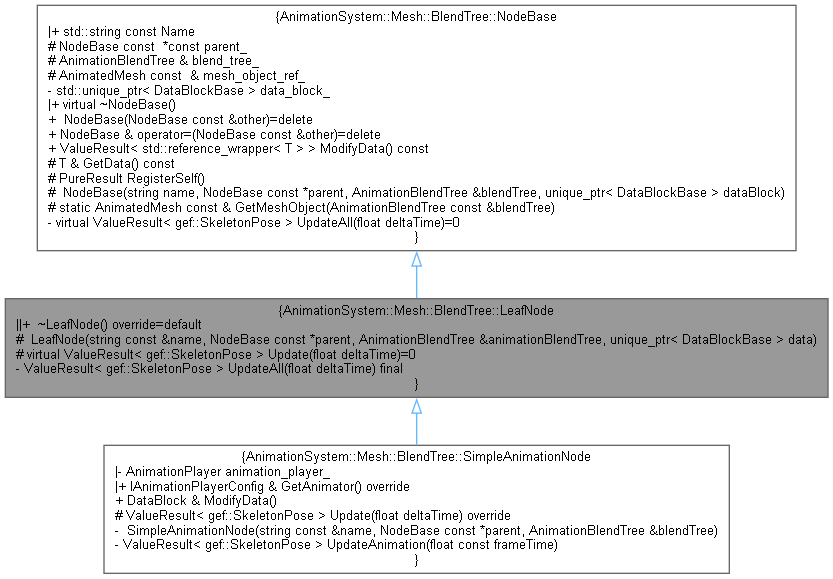 {AnimationSystem::Mesh::BlendTree::NodeBase
|+ std::string const Name
# NodeBase const  *const parent_
# AnimationBlendTree & blend_tree_
# AnimatedMesh const  & mesh_object_ref_
- std::unique_ptr< DataBlockBase > data_block_
|+ virtual ~NodeBase()
+  NodeBase(NodeBase const &other)=delete
+ NodeBase & operator=(NodeBase const &other)=delete
+ ValueResult< std::reference_wrapper< T > > ModifyData() const
# T & GetData() const
# PureResult RegisterSelf()
#  NodeBase(string name, NodeBase const *parent, AnimationBlendTree &blendTree, unique_ptr< DataBlockBase > dataBlock)
# static AnimatedMesh const & GetMeshObject(AnimationBlendTree const &blendTree)
- virtual ValueResult< gef::SkeletonPose > UpdateAll(float deltaTime)=0
}
{AnimationSystem::Mesh::BlendTree::LeafNode
||+  ~LeafNode() override=default
#  LeafNode(string const &name, NodeBase const *parent, AnimationBlendTree &animationBlendTree, unique_ptr< DataBlockBase > data)
# virtual ValueResult< gef::SkeletonPose > Update(float deltaTime)=0
- ValueResult< gef::SkeletonPose > UpdateAll(float deltaTime) final
}
{AnimationSystem::Mesh::BlendTree::SimpleAnimationNode
|- AnimationPlayer animation_player_
|+ IAnimationPlayerConfig & GetAnimator() override
+ DataBlock & ModifyData()
# ValueResult< gef::SkeletonPose > Update(float deltaTime) override
-  SimpleAnimationNode(string const &name, NodeBase const *parent, AnimationBlendTree &blendTree)
- ValueResult< gef::SkeletonPose > UpdateAnimation(float const frameTime)
}